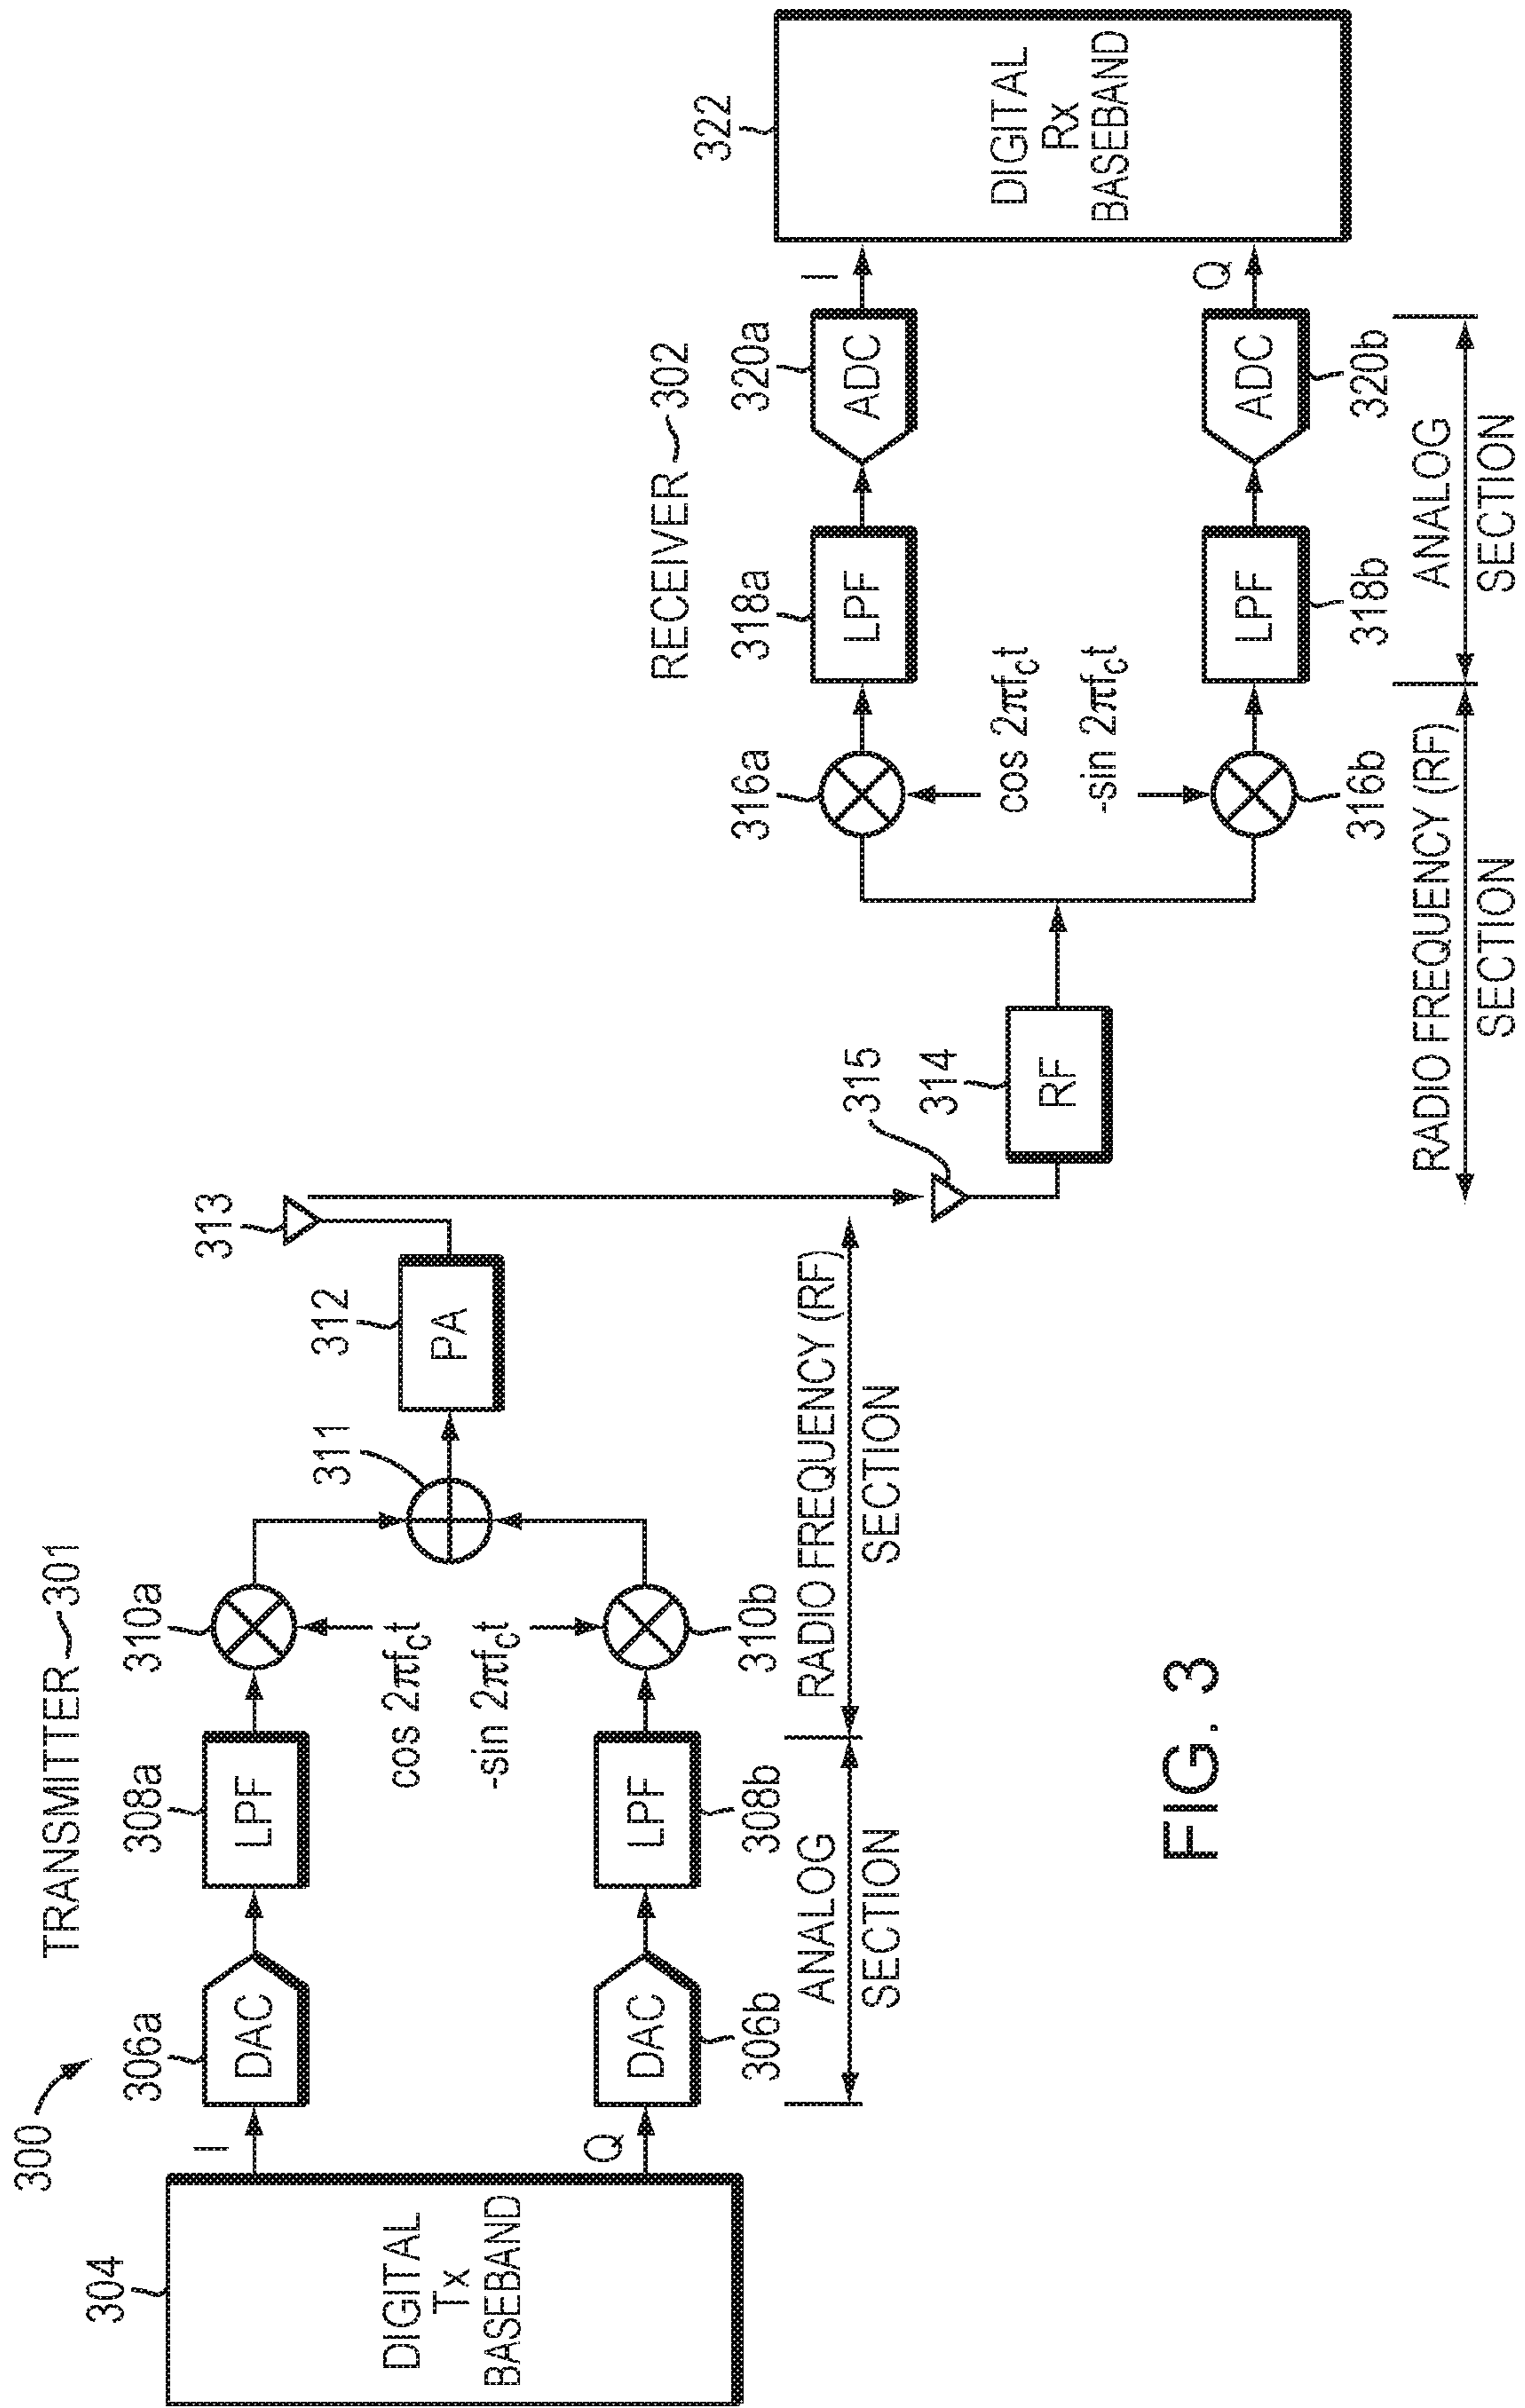 300
TRANSMITTER 301
304
DIGITAL
Tx
BASEBAND
I
Q
306a
DAC
308a
LPF
310a
cos 2πfct
-sin 2πfct
DAC
306b
LPF
308b
310b
311
312
PA
313
ANALOG
SECTION
RADIO FREQUENCY (RF)
SECTION
RECEIVER 302
315
314
RF
316a
cos 2πfct
-sin 2πfct
316b
318a
LPF
LPF
318b
320a
ADC
ADC
320b
I
Q
322
DIGITAL
Rx
BASEBAND
RADIO FREQUENCY (RF)
SECTION
ANALOG
SECTION
FIG. 3